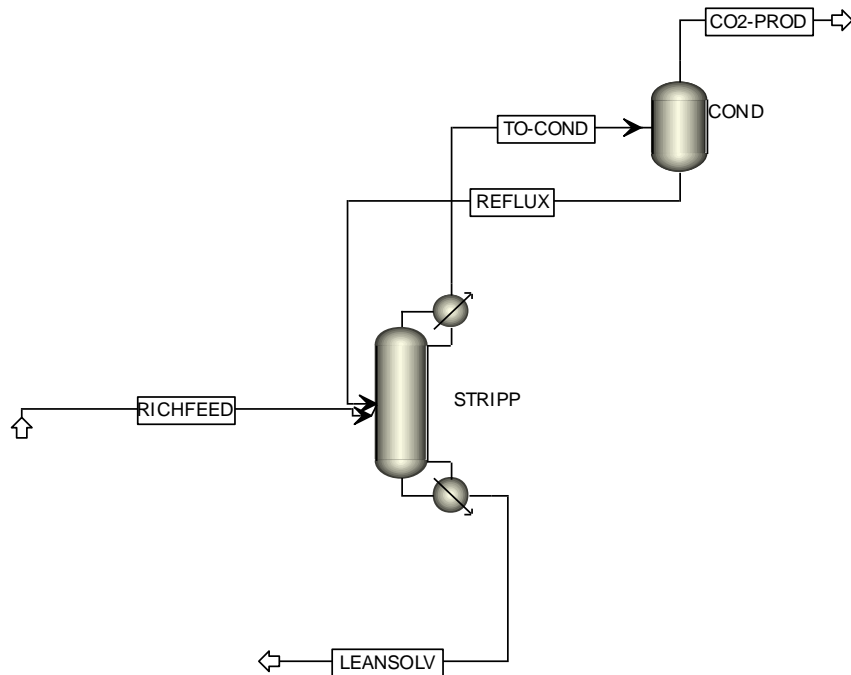 CO2-PROD
COND
TO-COND
REFLUX
STRIPP
RICHFEED
LEANSOLV